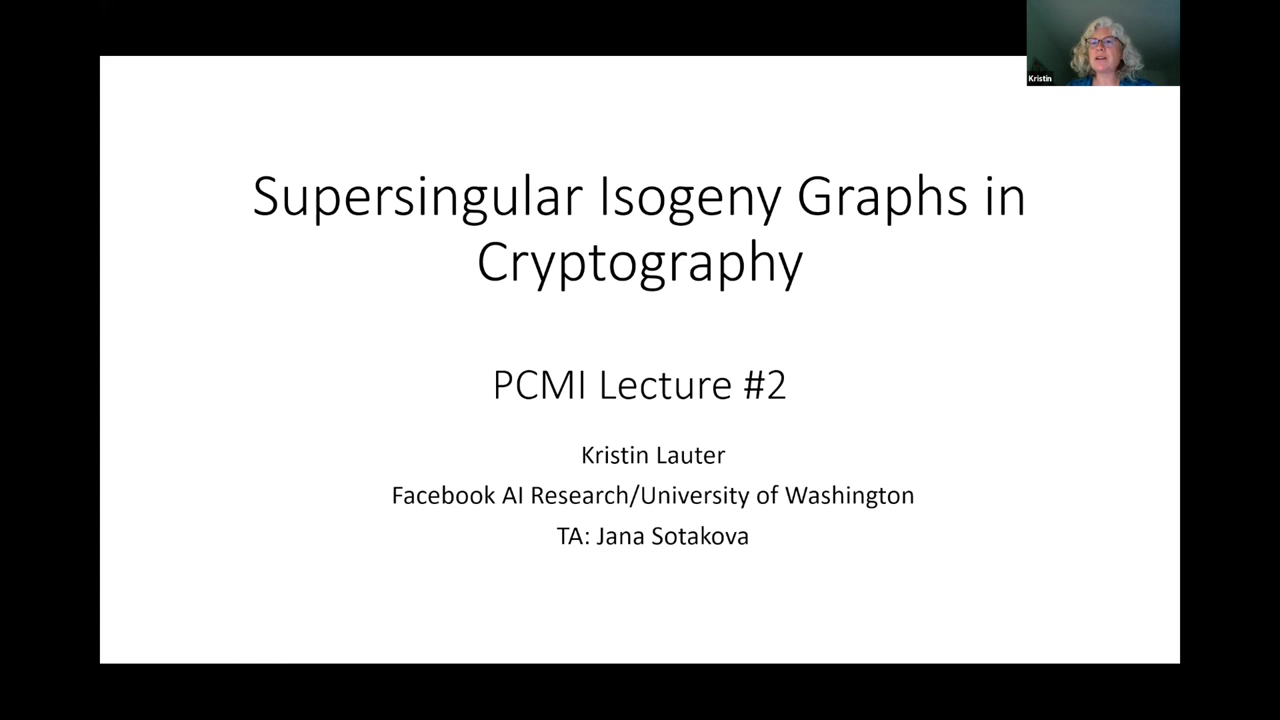 Kristin
Supersingular Isogeny Graphs in
Cryptography
PCMI Lecture #2
Kristin Lauter
Facebook AI Research/University of Washington
TA: Jana Sotakova